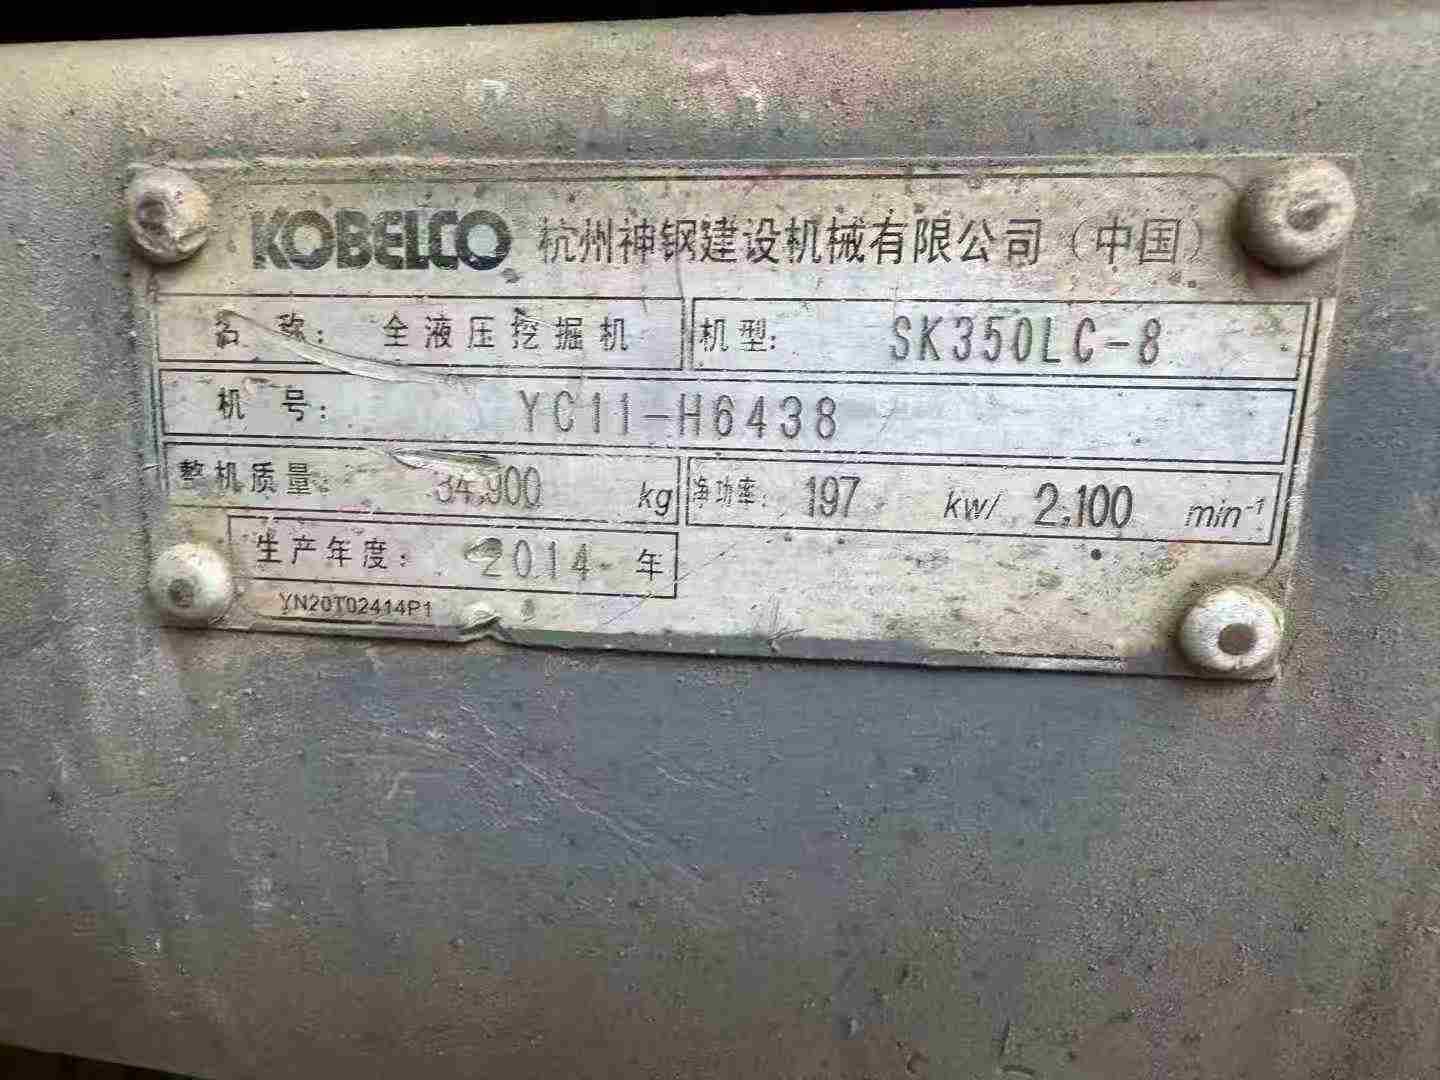 KOBELCO 杭州神钢建设机械有限公司（中国）
名 称： 全液压挖掘机 机型： SK350LC-8
机 号： YC11-H6438
整机质量： 34,900 kg 净功率： 197 kw/ 2,100 min⁻¹
生产年度： 2014 年
YN20T02414P1